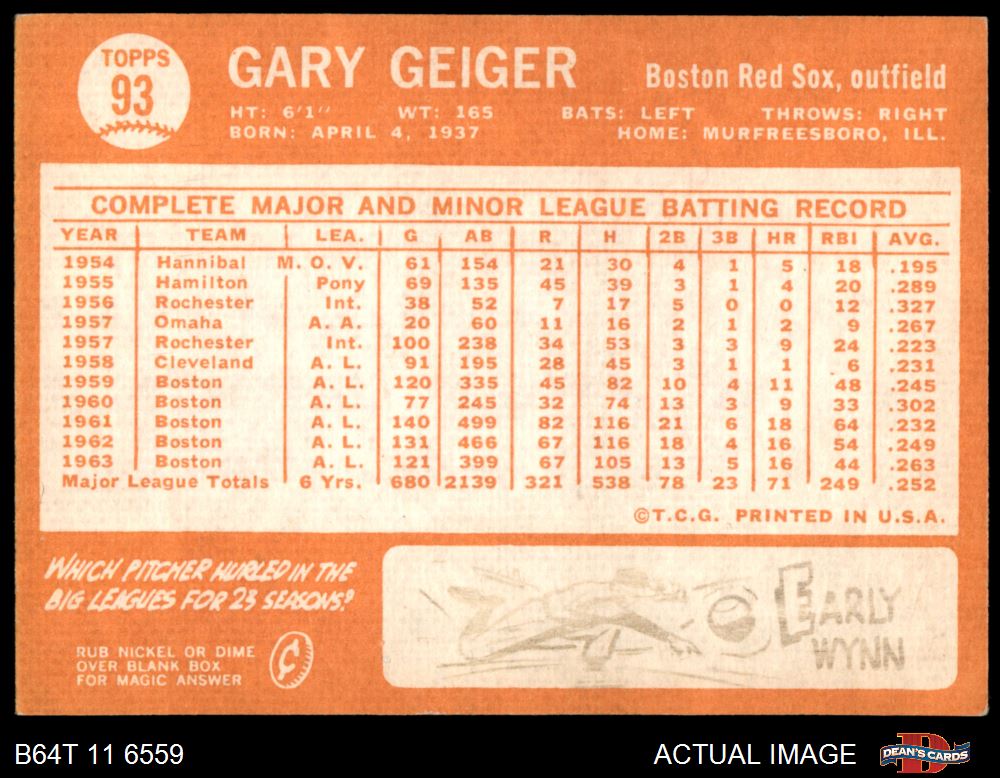 TOPPS
93
GARY GEIGER
Boston Red Sox, outfield
HT: 6'1" WT: 165 BATS: LEFT THROWS: RIGHT
BORN: APRIL 4, 1937 HOME: MURFREESBORO, ILL.
COMPLETE MAJOR AND MINOR LEAGUE BATTING RECORD
YEAR TEAM LEA. G AB R H 2B 3B HR RBI AVG.
1954 Hannibal M. O. V. 61 154 21 30 4 1 5 18 .195
1955 Hamilton Pony 69 135 45 39 3 1 4 20 .289
1956 Rochester Int. 38 52 7 17 5 0 0 12 .327
1957 Omaha A. A. 20 60 11 16 2 1 2 9 .267
1957 Rochester Int. 100 238 34 53 3 3 9 24 .223
1958 Cleveland A. L. 91 195 28 45 3 1 1 6 .231
1959 Boston A. L. 120 335 45 82 10 4 11 48 .245
1960 Boston A. L. 77 245 32 74 13 3 9 33 .302
1961 Boston A. L. 140 499 82 116 21 6 18 64 .232
1962 Boston A. L. 131 466 67 116 18 4 16 54 .249
1963 Boston A. L. 121 399 67 105 13 5 16 44 .263
Major League Totals 6 Yrs. 680 2139 321 538 78 23 71 249 .252
©T.C.G. PRINTED IN U.S.A.
WHICH PITCHER HURLED IN THE
BIG LEAGUES FOR 23 SEASONS?
RUB NICKEL OR DIME
OVER BLANK BOX
FOR MAGIC ANSWER
¢
EARLY
WYNN
B64T 11 6559
ACTUAL IMAGE
DEAN'S CARDS